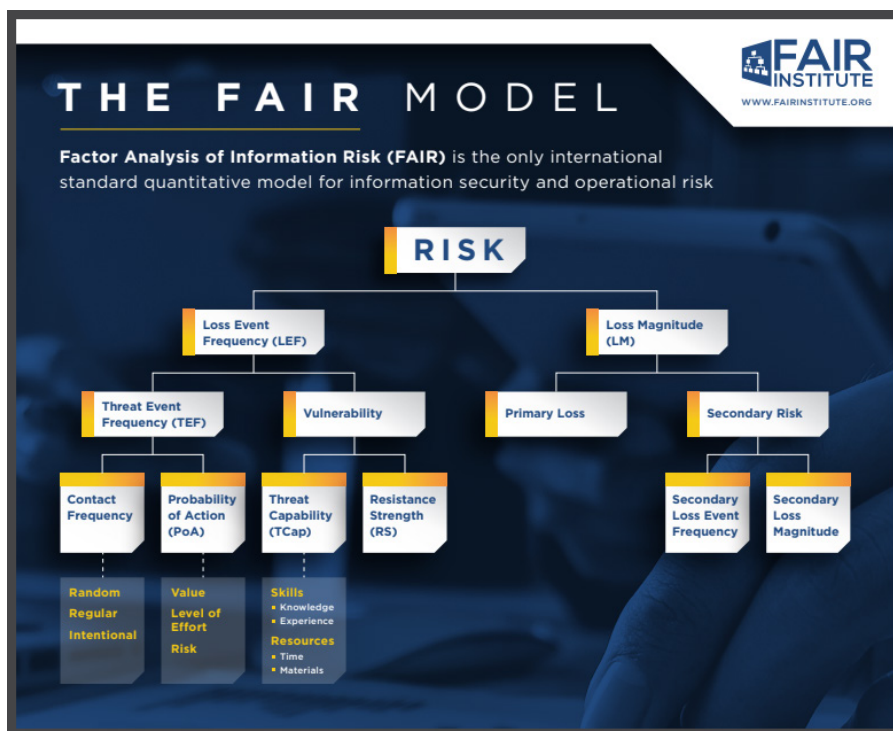 FAIR
INSTITUTE
WWW.FAIRINSTITUTE.ORG
THE FAIR MODEL
Factor Analysis of Information Risk (FAIR) is the only international
standard quantitative model for information security and operational risk
RISK
Loss Event
Frequency (LEF)
Loss Magnitude
(LM)
Threat Event
Frequency (TEF)
Vulnerability
Primary Loss
Secondary Risk
Contact
Frequency
Probability
of Action
(PoA)
Threat
Capability
(TCap)
Resistance
Strength
(RS)
Secondary
Loss Event
Frequency
Secondary
Loss
Magnitude
Random
Regular
Intentional
Value
Level of
Effort
Risk
Skills
Knowledge
Experience
Resources
Time
Materials